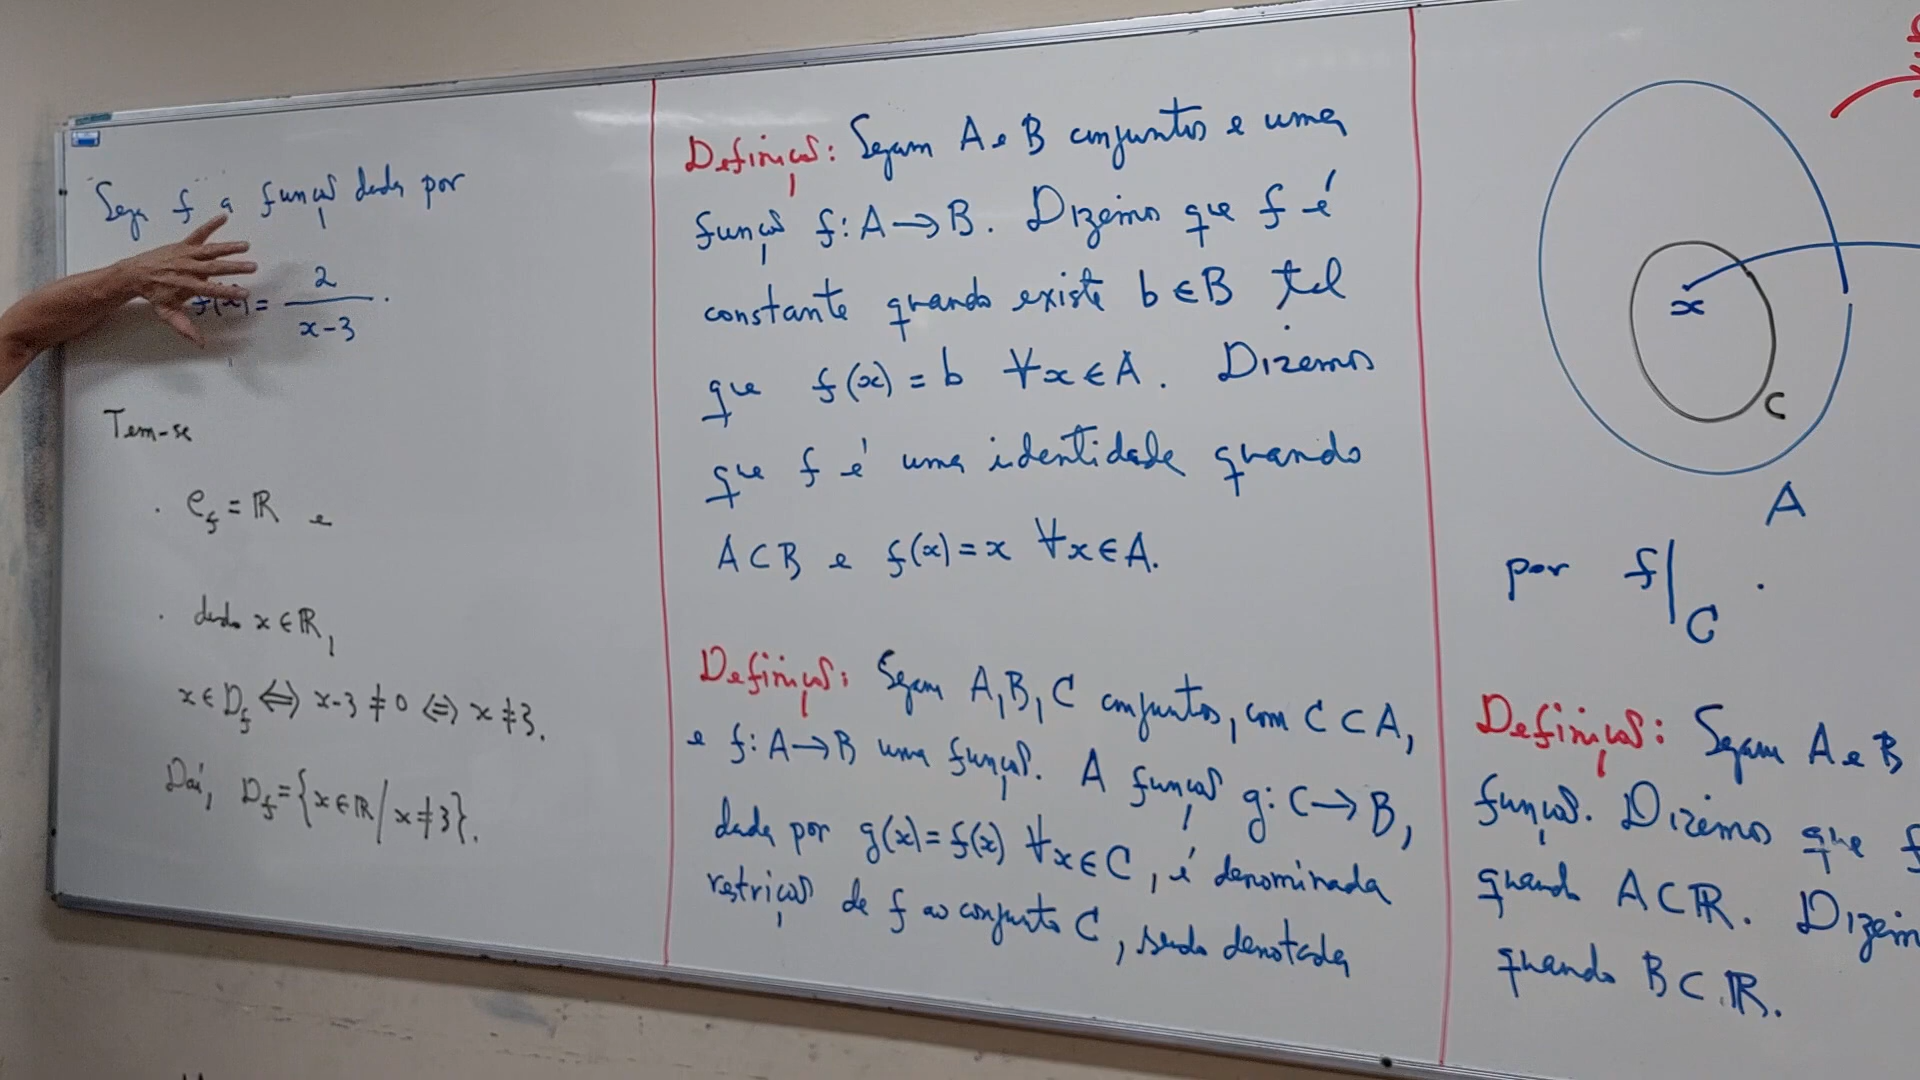 Seja f a função dada por
f(x) = 2/(x-3).
Tem-se
. C_f = ℝ e
. dado x ∈ ℝ,
x ∈ D_f ⇔ x-3 ≠ 0 ⇔ x ≠ 3.
Daí, D_f = {x ∈ ℝ / x ≠ 3}.
Definição: Sejam A e B conjuntos e uma
função f: A → B. Dizemos que f é
constante quando existe b ∈ B tal
que f(x) = b ∀x ∈ A. Dizemos
que f é uma identidade quando
A ⊂ B e f(x) = x ∀x ∈ A.
Definição: Sejam A, B, C conjuntos, com C ⊂ A,
e f: A → B uma função. A função g: C → B,
dada por g(x) = f(x) ∀x ∈ C, é denominada
restrição de f ao conjunto C, sendo denotada
x
C
A
por f|_C .
Definição: Sejam A e B
função. Dizemos que f
quando A ⊂ ℝ. Dizem
quando B ⊂ ℝ.